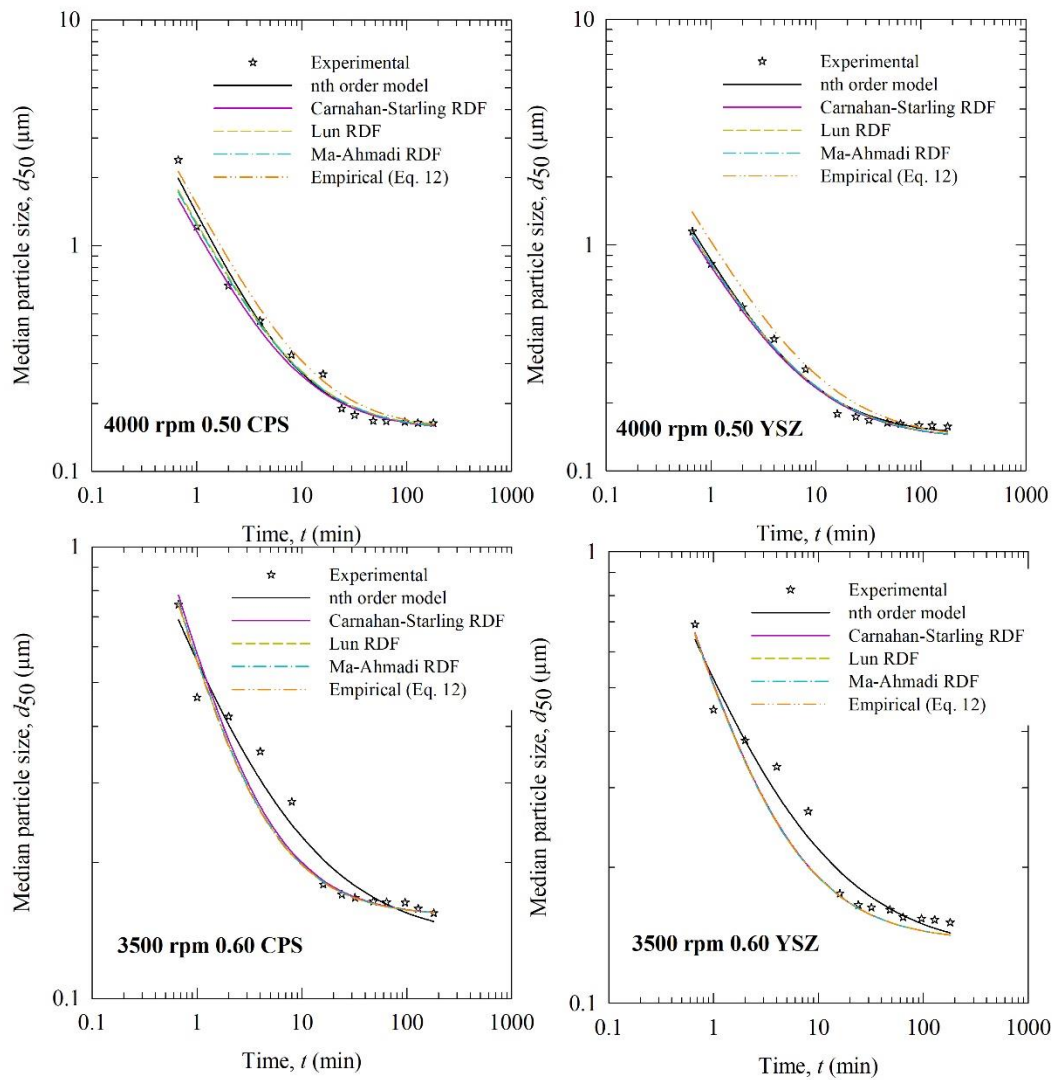 10
Experimental
nth order model
Carnahan-Starling RDF
Lun RDF
Ma-Ahmadi RDF
Empirical (Eq. 12)
Median particle size, d50 (µm)
1
4000 rpm 0.50 CPS
0.1
0.1 1 10 100 1000
Time, t (min)
10
Experimental
nth order model
Carnahan-Starling RDF
Lun RDF
Ma-Ahmadi RDF
Empirical (Eq. 12)
Median particle size, d50 (µm)
1
4000 rpm 0.50 YSZ
0.1
0.1 1 10 100 1000
Time, t (min)
1
Experimental
nth order model
Carnahan-Starling RDF
Lun RDF
Ma-Ahmadi RDF
Empirical (Eq. 12)
Median particle size, d50 (µm)
3500 rpm 0.60 CPS
0.1
0.1 1 10 100 1000
Time, t (min)
1
Experimental
nth order model
Carnahan-Starling RDF
Lun RDF
Ma-Ahmadi RDF
Empirical (Eq. 12)
Median particle size, d50 (µm)
3500 rpm 0.60 YSZ
0.1
0.1 1 10 100 1000
Time, t (min)